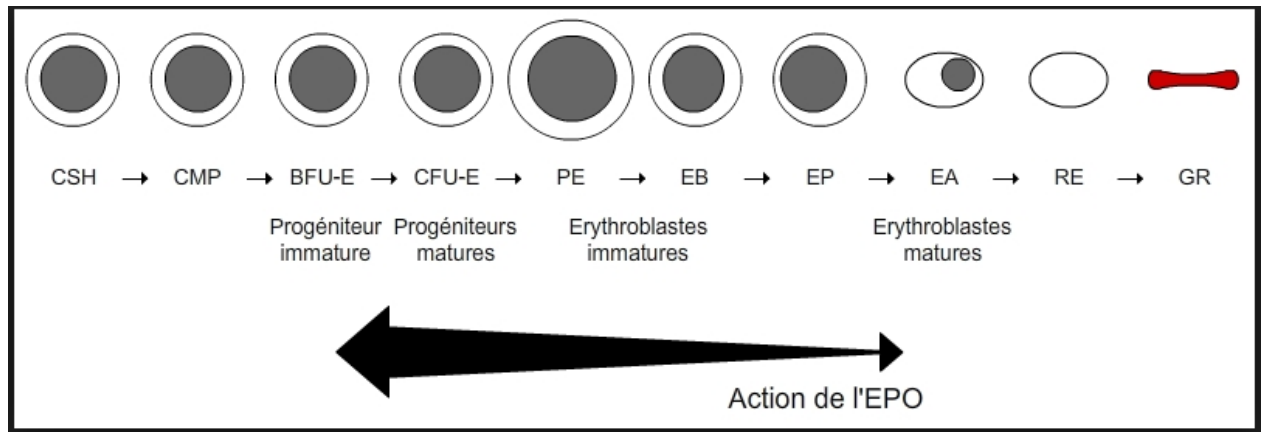 CSH → CMP → BFU-E → CFU-E → PE → EB → EP → EA → RE → GR
Progéniteur immature
Progéniteurs matures
Erythroblastes immatures
Erythroblastes matures
Action de l'EPO